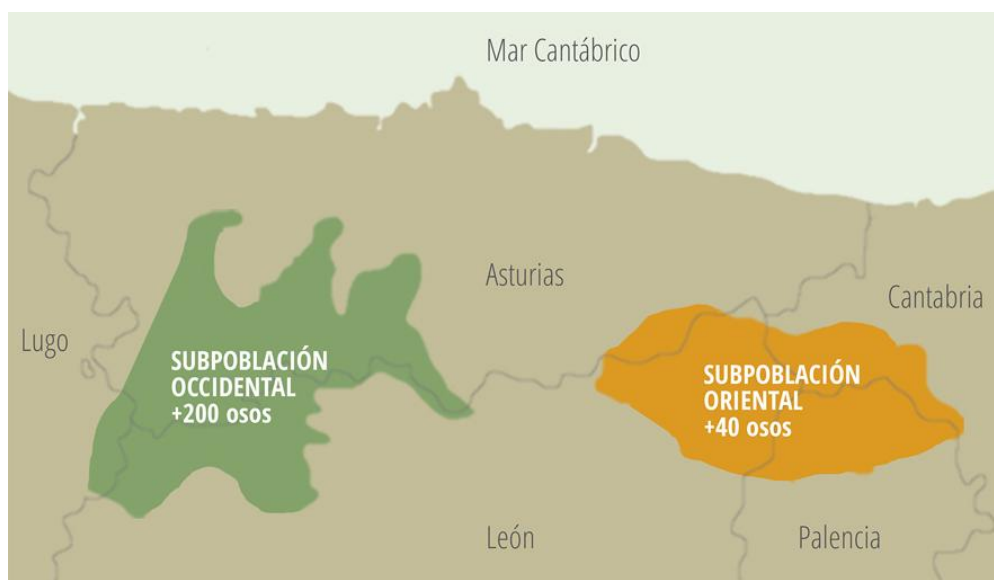 Mar Cantábrico
Asturias
Cantabria
Lugo
SUBPOBLACIÓN
OCCIDENTAL
+200 osos
SUBPOBLACIÓN
ORIENTAL
+40 osos
León
Palencia